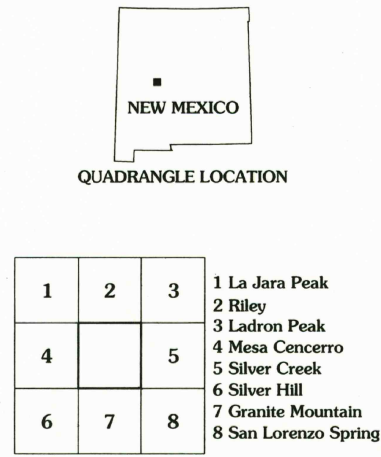 NEW MEXICO
QUADRANGLE LOCATION
1 2 3
4 5
6 7 8
1 La Jara Peak
2 Riley
3 Ladron Peak
4 Mesa Cencerro
5 Silver Creek
6 Silver Hill
7 Granite Mountain
8 San Lorenzo Spring